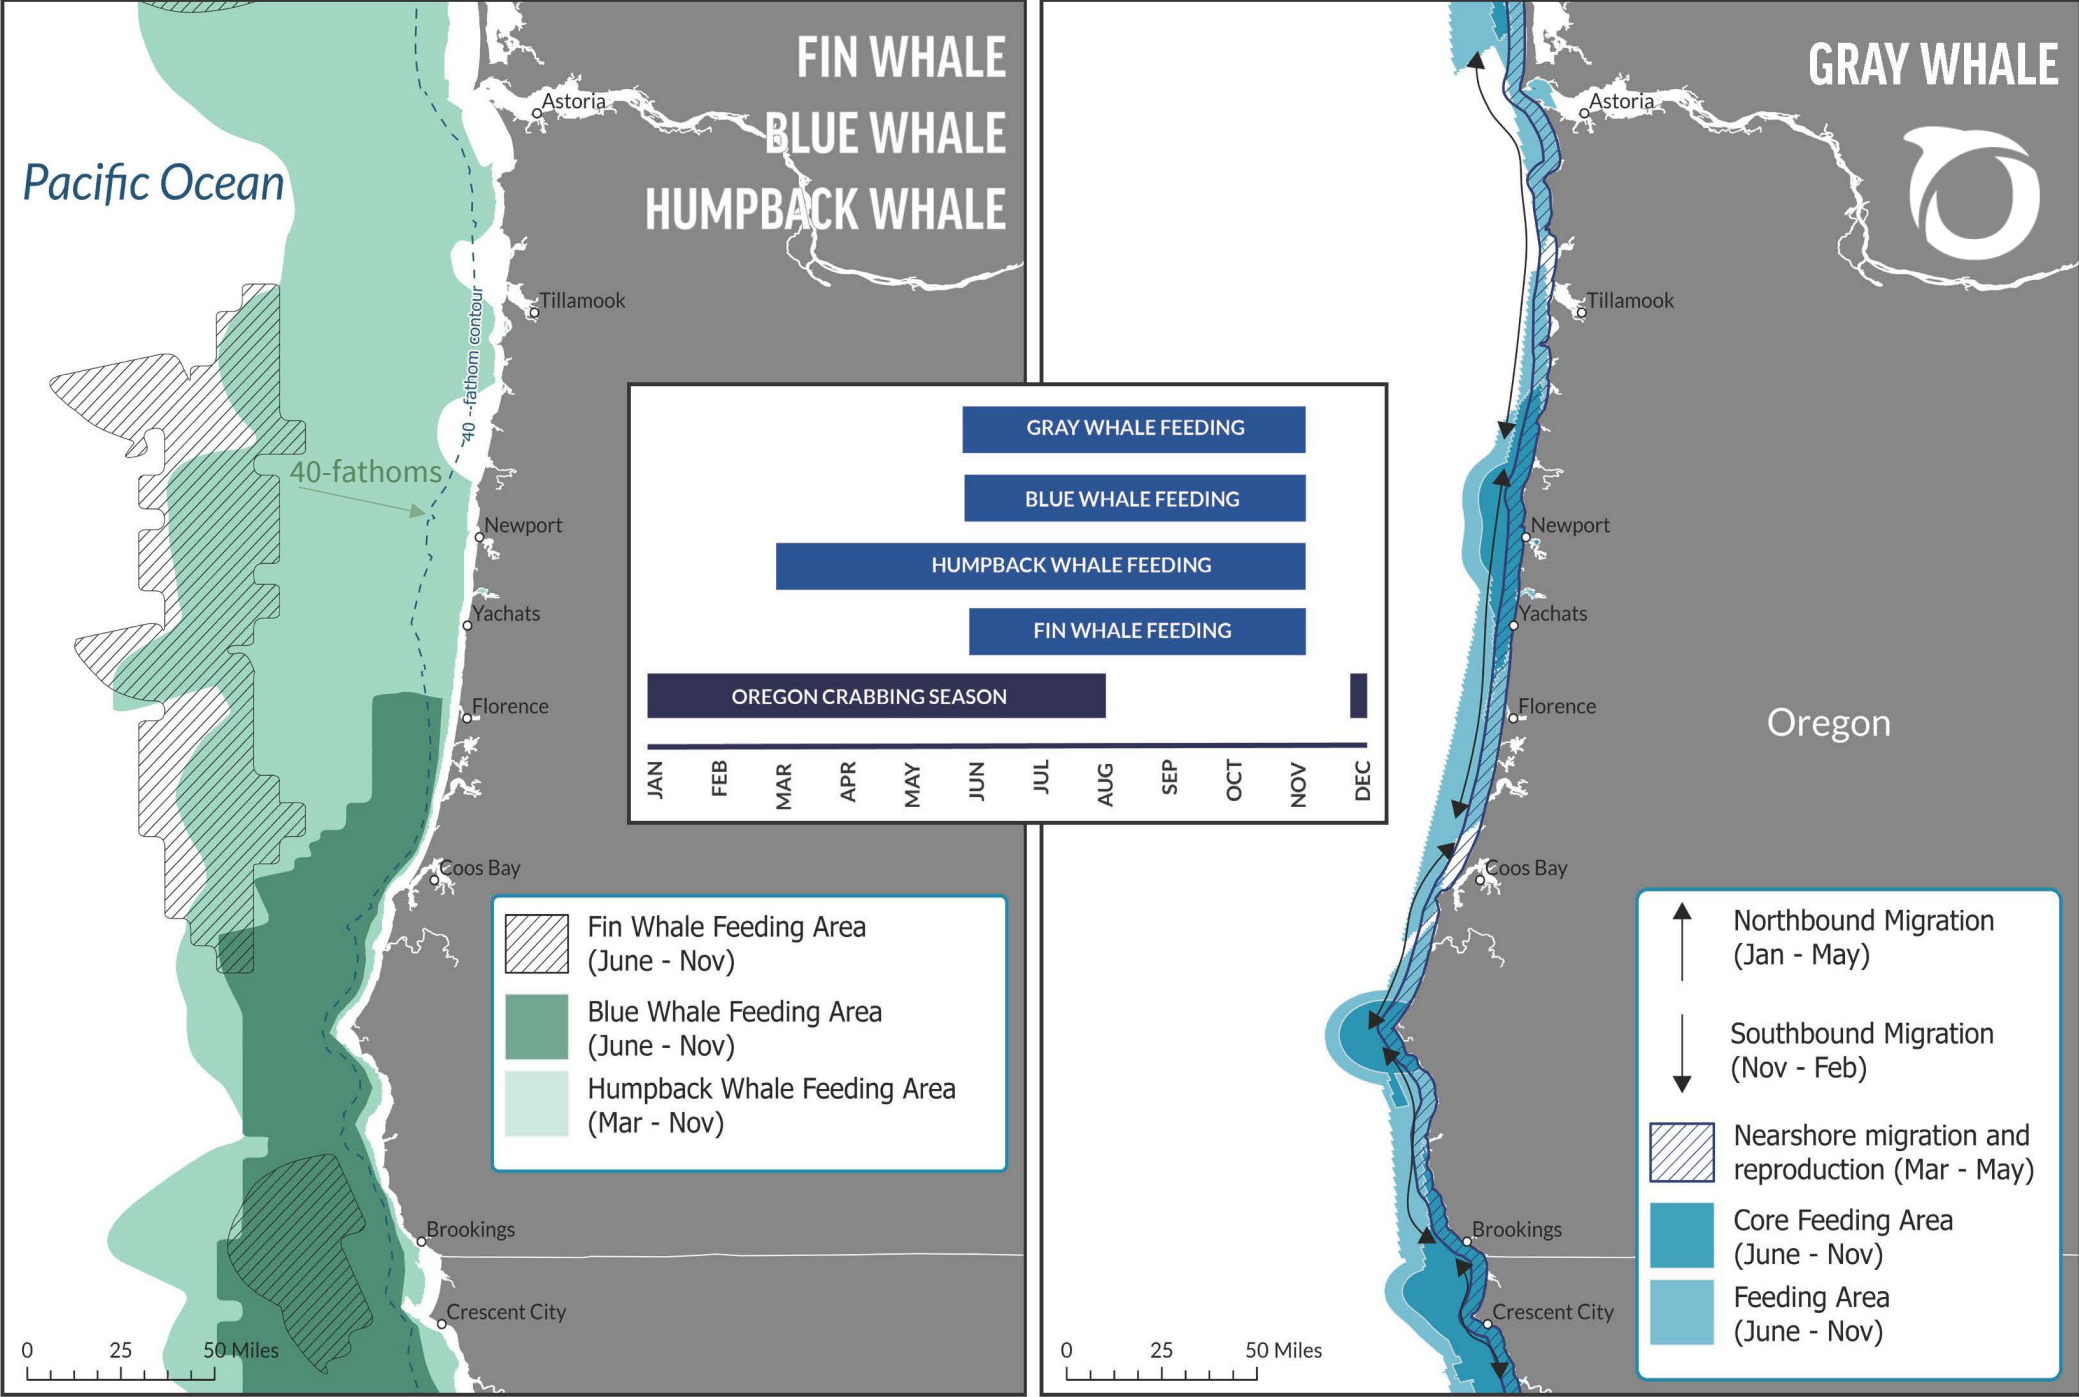 FIN WHALE
BLUE WHALE
HUMPBACK WHALE
Pacific Ocean
Astoria
Tillamook
40 --fathom contour
40-fathoms
Newport
Yachats
Florence
Coos Bay
Brookings
Crescent City
Fin Whale Feeding Area
(June - Nov)
Blue Whale Feeding Area
(June - Nov)
Humpback Whale Feeding Area
(Mar - Nov)
0 25 50 Miles
GRAY WHALE FEEDING
BLUE WHALE FEEDING
HUMPBACK WHALE FEEDING
FIN WHALE FEEDING
OREGON CRABBING SEASON
JAN FEB MAR APR MAY JUN JUL AUG SEP OCT NOV DEC
GRAY WHALE
Astoria
Tillamook
Newport
Yachats
Florence
Oregon
Coos Bay
Brookings
Crescent City
Northbound Migration
(Jan - May)
Southbound Migration
(Nov - Feb)
Nearshore migration and
reproduction (Mar - May)
Core Feeding Area
(June - Nov)
Feeding Area
(June - Nov)
0 25 50 Miles